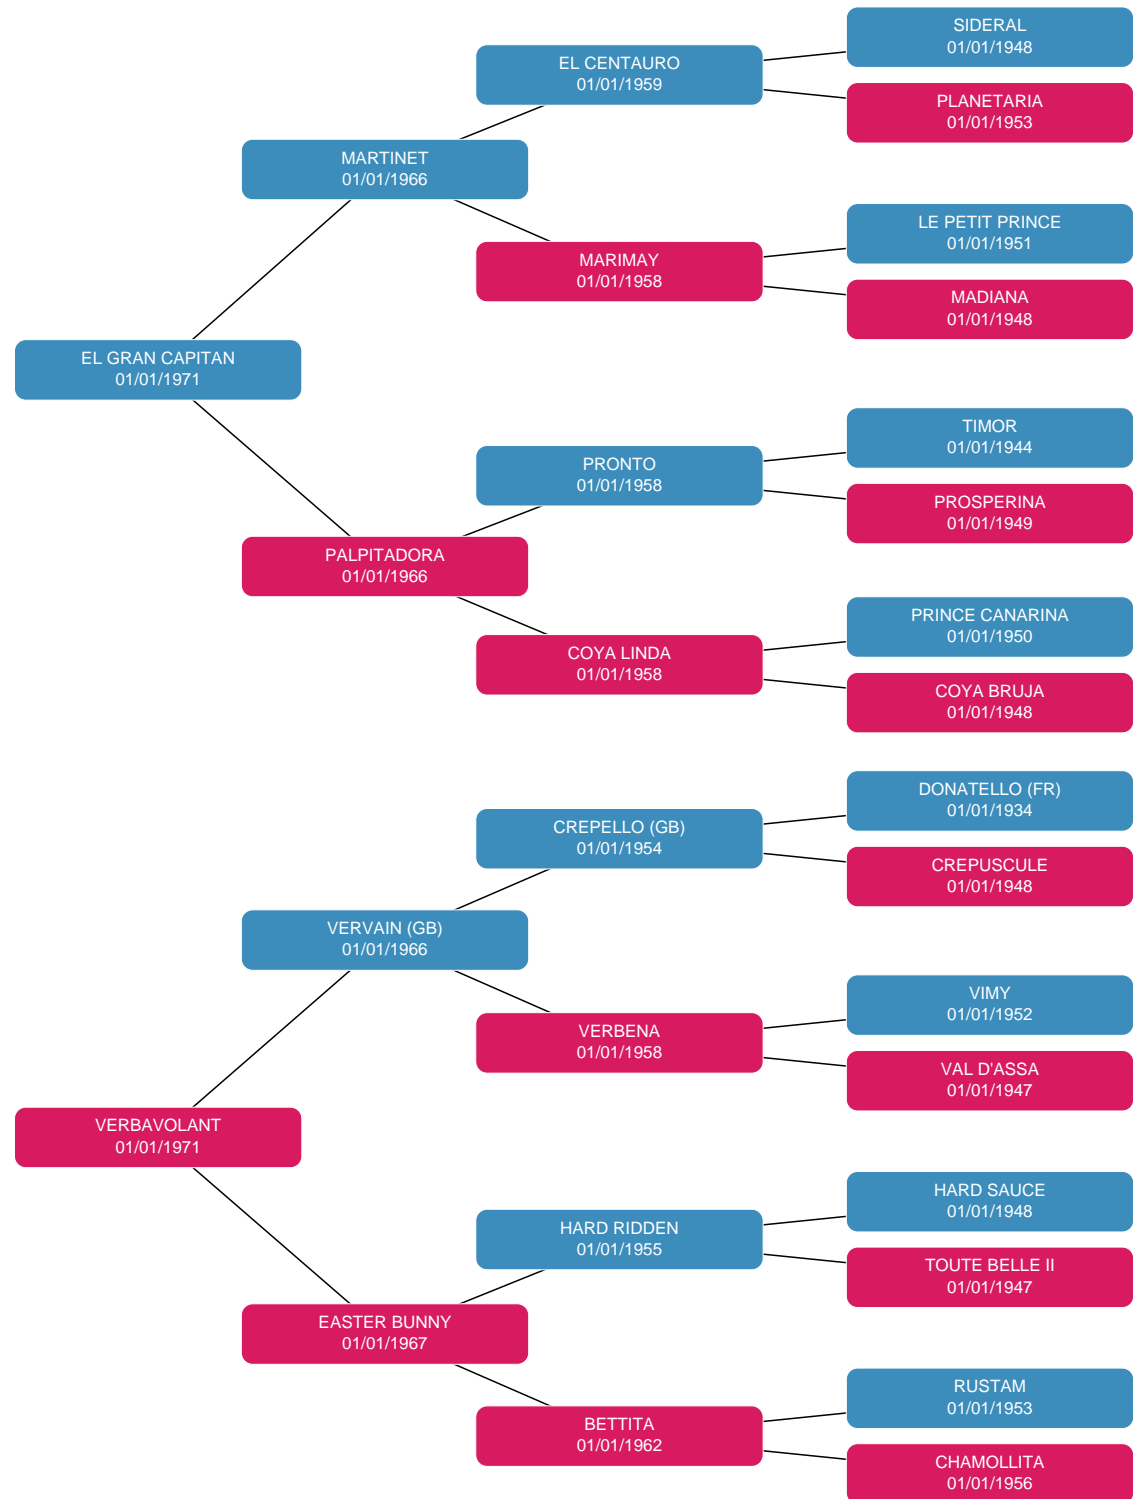 SIDERAL
01/01/1948
EL CENTAURO
01/01/1959
PLANETARIA
01/01/1953
MARTINET
01/01/1966
LE PETIT PRINCE
01/01/1951
MARIMAY
01/01/1958
MADIANA
01/01/1948
EL GRAN CAPITAN
01/01/1971
TIMOR
01/01/1944
PRONTO
01/01/1958
PROSPERINA
01/01/1949
PALPITADORA
01/01/1966
PRINCE CANARINA
01/01/1950
COYA LINDA
01/01/1958
COYA BRUJA
01/01/1948
DONATELLO (FR)
01/01/1934
CREPELLO (GB)
01/01/1954
CREPUSCULE
01/01/1948
VERVAIN (GB)
01/01/1966
VIMY
01/01/1952
VERBENA
01/01/1958
VAL D'ASSA
01/01/1947
VERBAVOLANT
01/01/1971
HARD SAUCE
01/01/1948
HARD RIDDEN
01/01/1955
TOUTE BELLE II
01/01/1947
EASTER BUNNY
01/01/1967
RUSTAM
01/01/1953
BETTITA
01/01/1962
CHAMOLLITA
01/01/1956